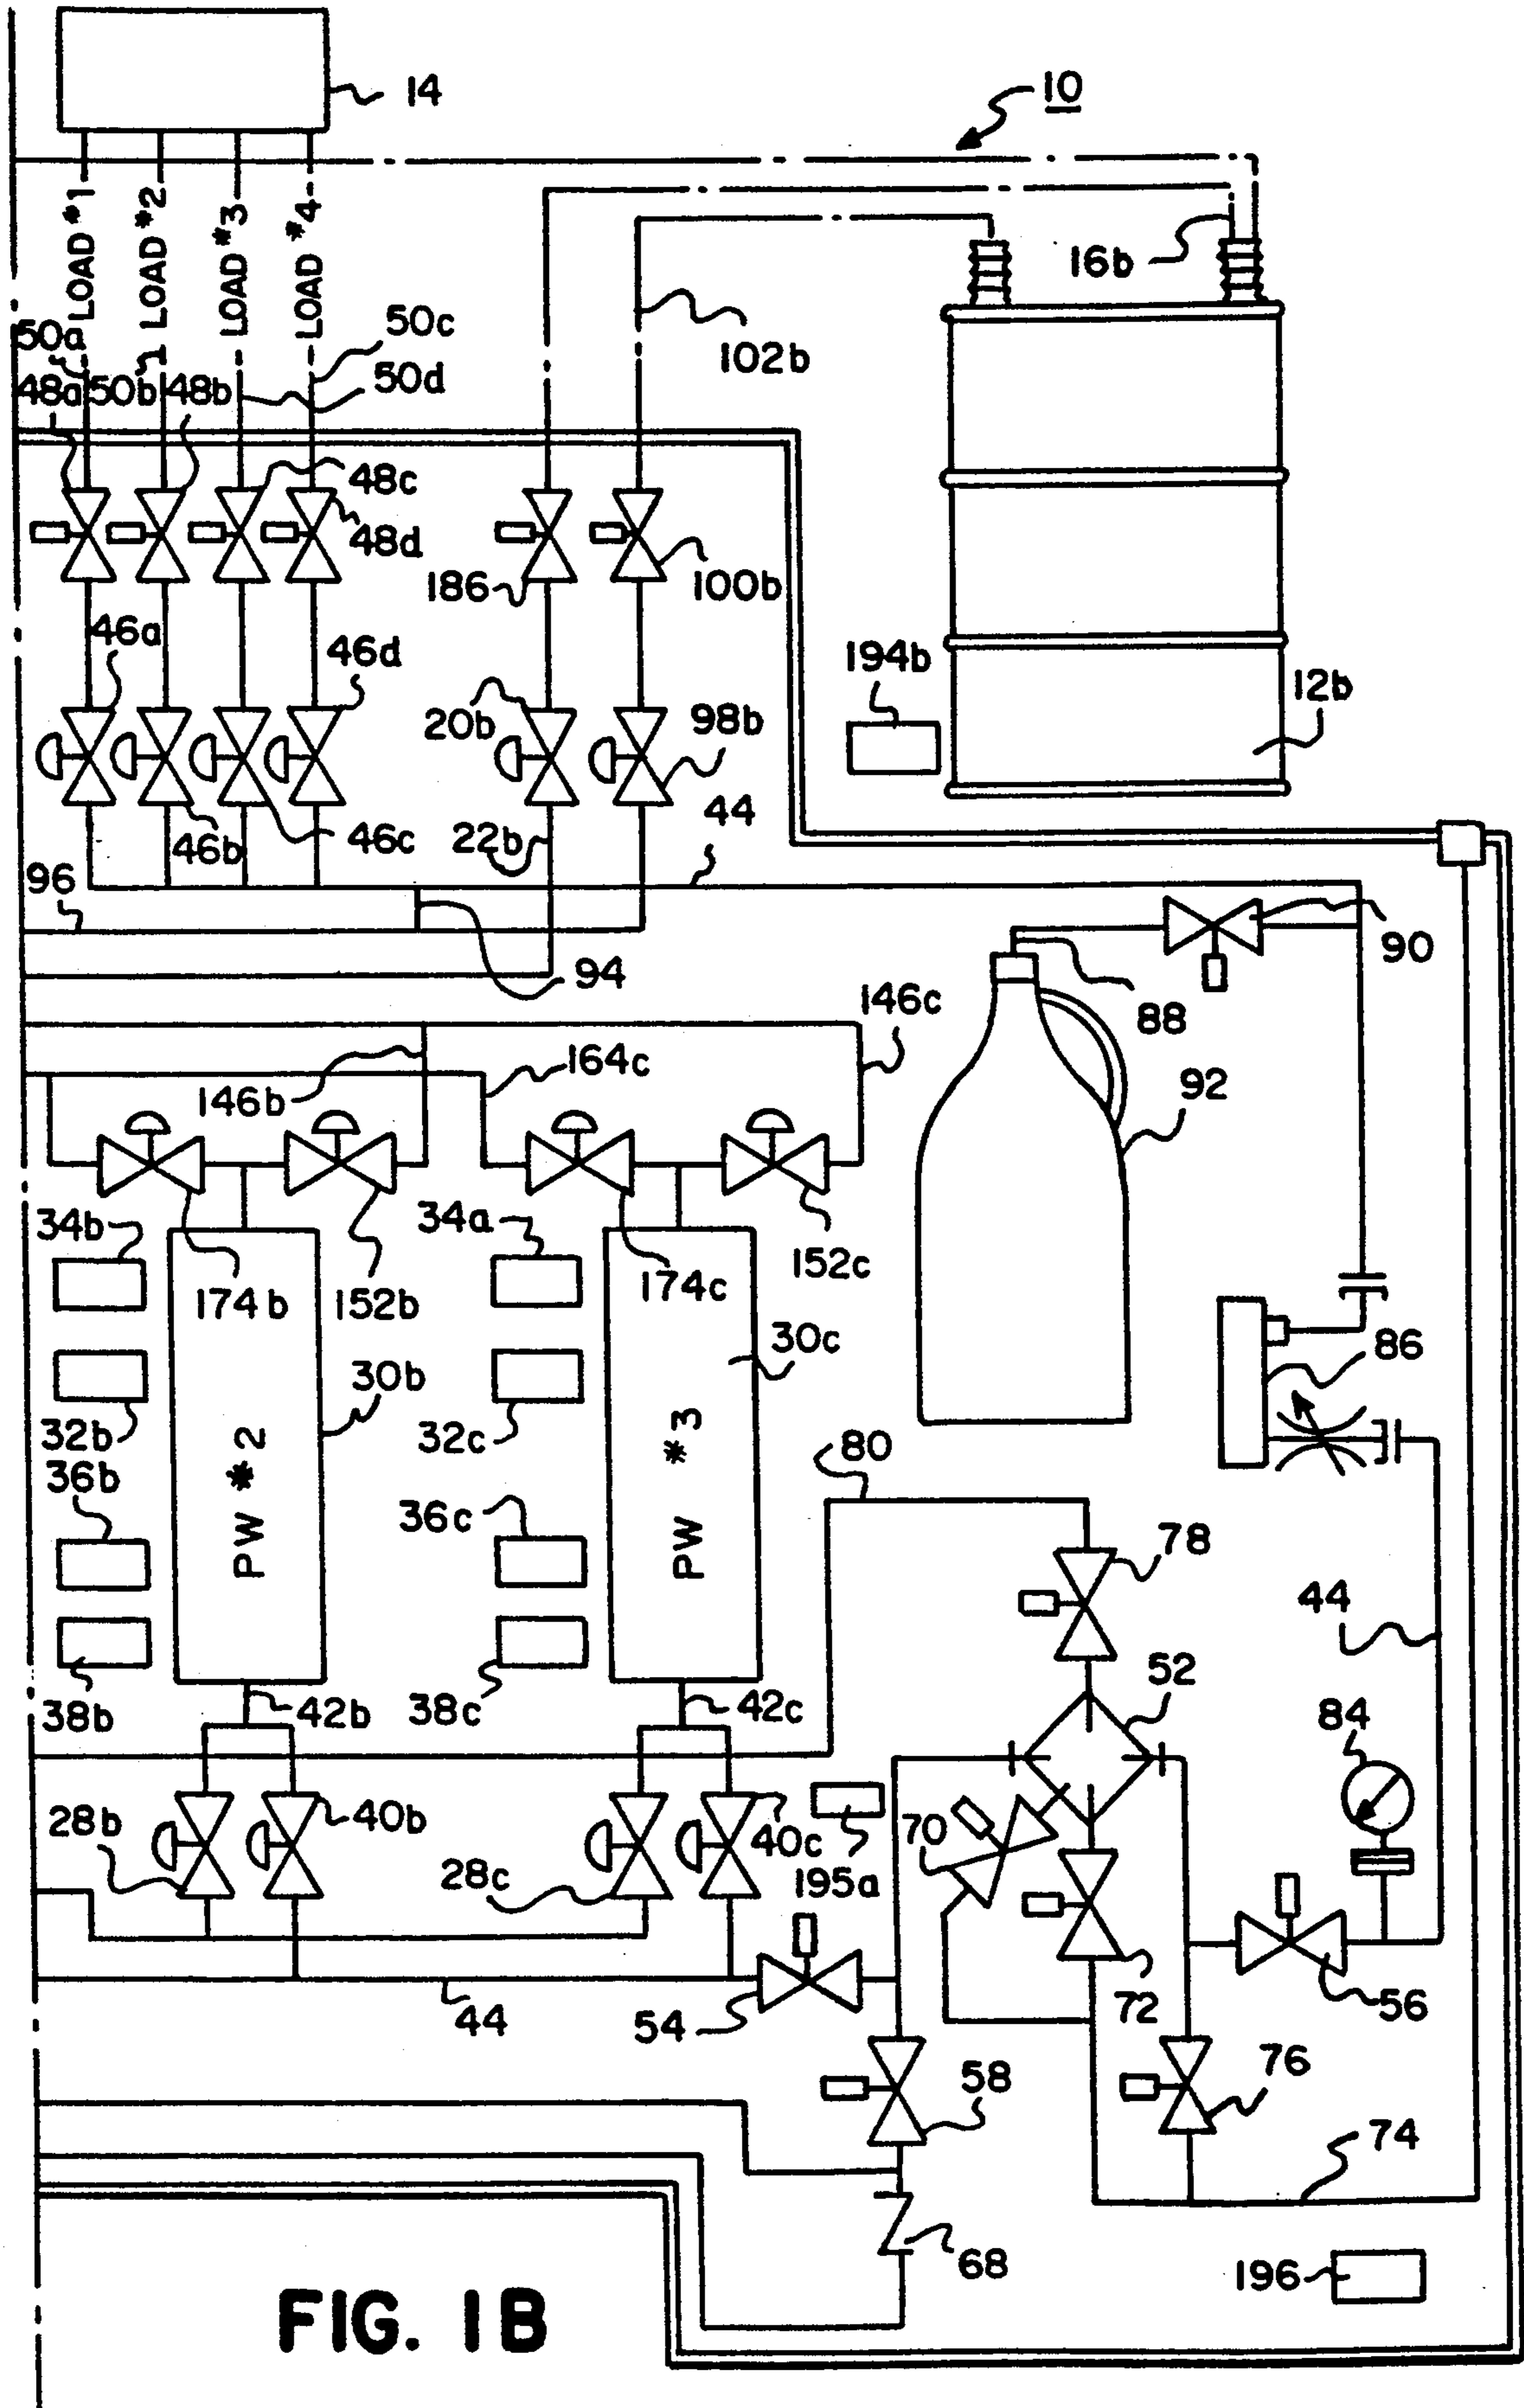 14
10
LOAD *1
LOAD *2
LOAD *3
LOAD *4
16b
50a
50c
102b
48a
50b
48b
50d
48c
48d
186
100b
46a
46d
194b
12b
20b
98b
46b
46c
22b
44
96
90
94
88
146c
164c
146b
92
34b
34a
174b
152b
174c
152c
30c
86
30b
32b
32c
PW *2
PW *3
80
36b
36c
78
44
52
38b
42b
38c
42c
84
28b
40b
40c
70
28c
195a
44
54
72
56
58
76
74
68
196
FIG. 1B